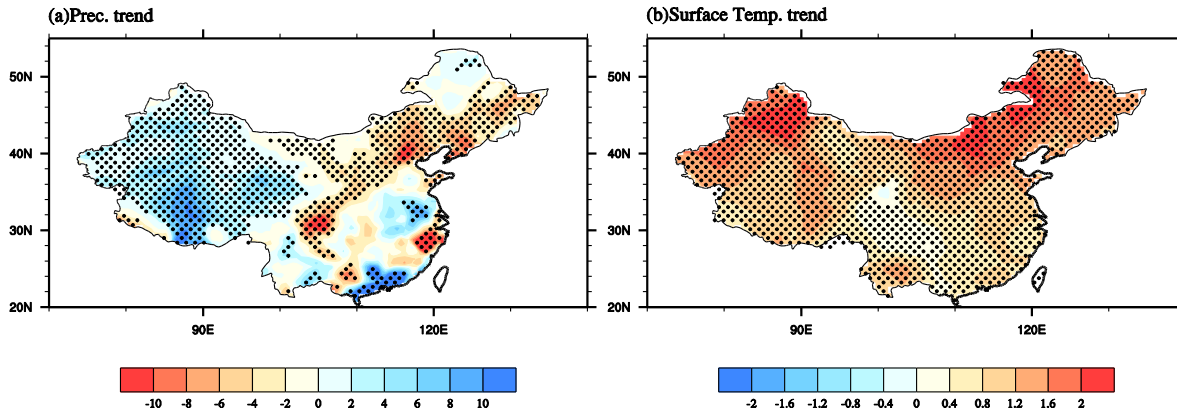 (a)Prec. trend
(b)Surface Temp. trend
50N
40N
30N
20N
90E
120E
50N
40N
30N
20N
90E
120E
-10 -8 -6 -4 -2 0 2 4 6 8 10
-2 -1.6 -1.2 -0.8 -0.4 0 0.4 0.8 1.2 1.6 2